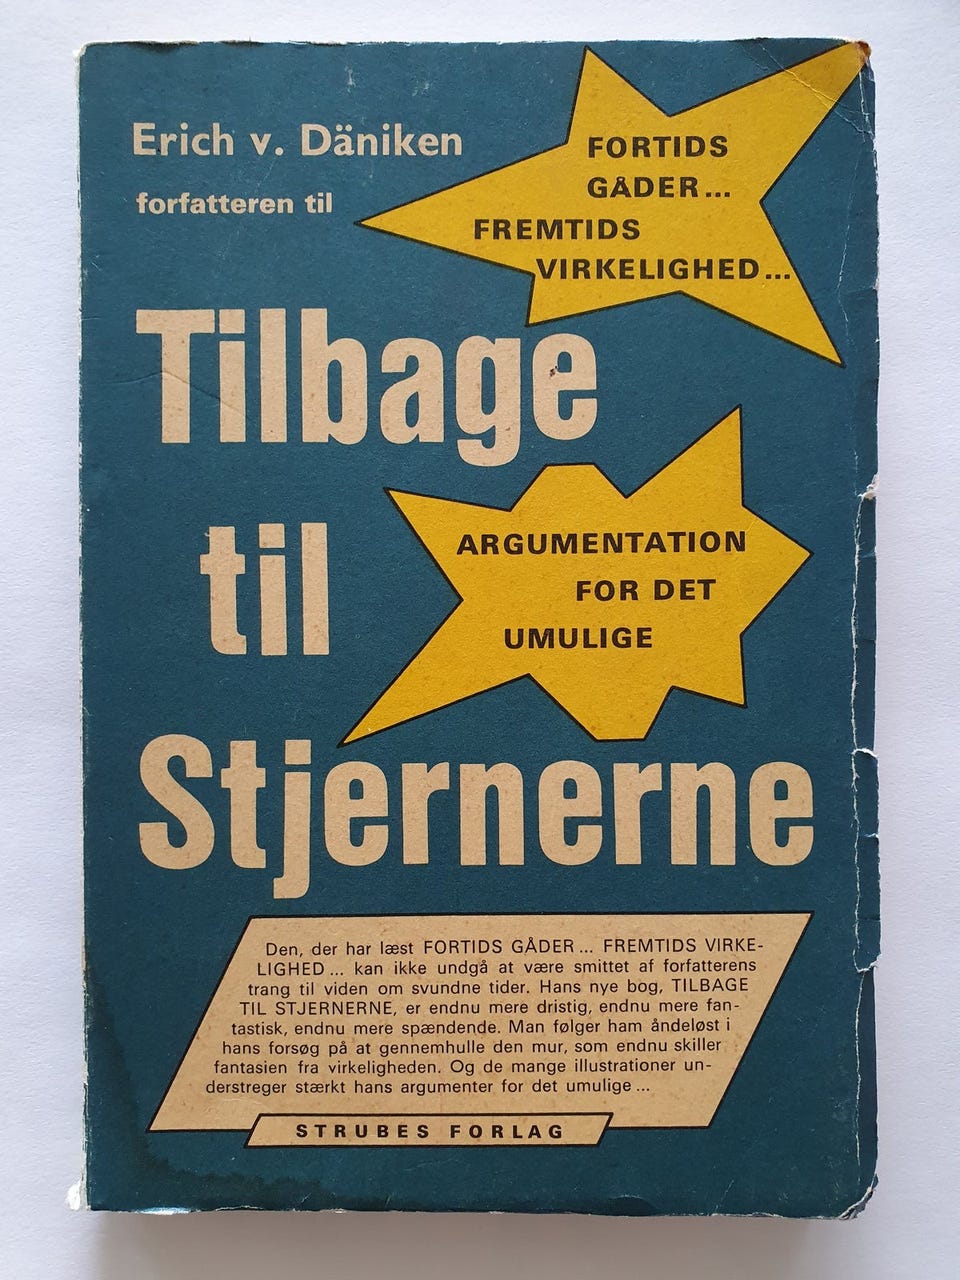 Erich v. Däniken
forfatteren til
FORTIDS
GÅDER...
FREMTIDS
VIRKELIGHED...
Tilbage
til
Stjernerne
ARGUMENTATION
FOR DET
UMULIGE
Den, der har læst FORTIDS GÅDER... FREMTIDS VIRKE-
LIGHED... kan ikke undgå at være smittet af forfatterens
trang til viden om svundne tider. Hans nye bog, TILBAGE
TIL STJERNERNE, er endnu mere dristig, endnu mere fan-
tastisk, endnu mere spændende. Man følger ham åndeløst i
hans forsøg på at gennemhulle den mur, som endnu skiller
fantasien fra virkeligheden. Og de mange illustrationer un-
derstreger stærkt hans argumenter for det umulige...
STRUBES FORLAG